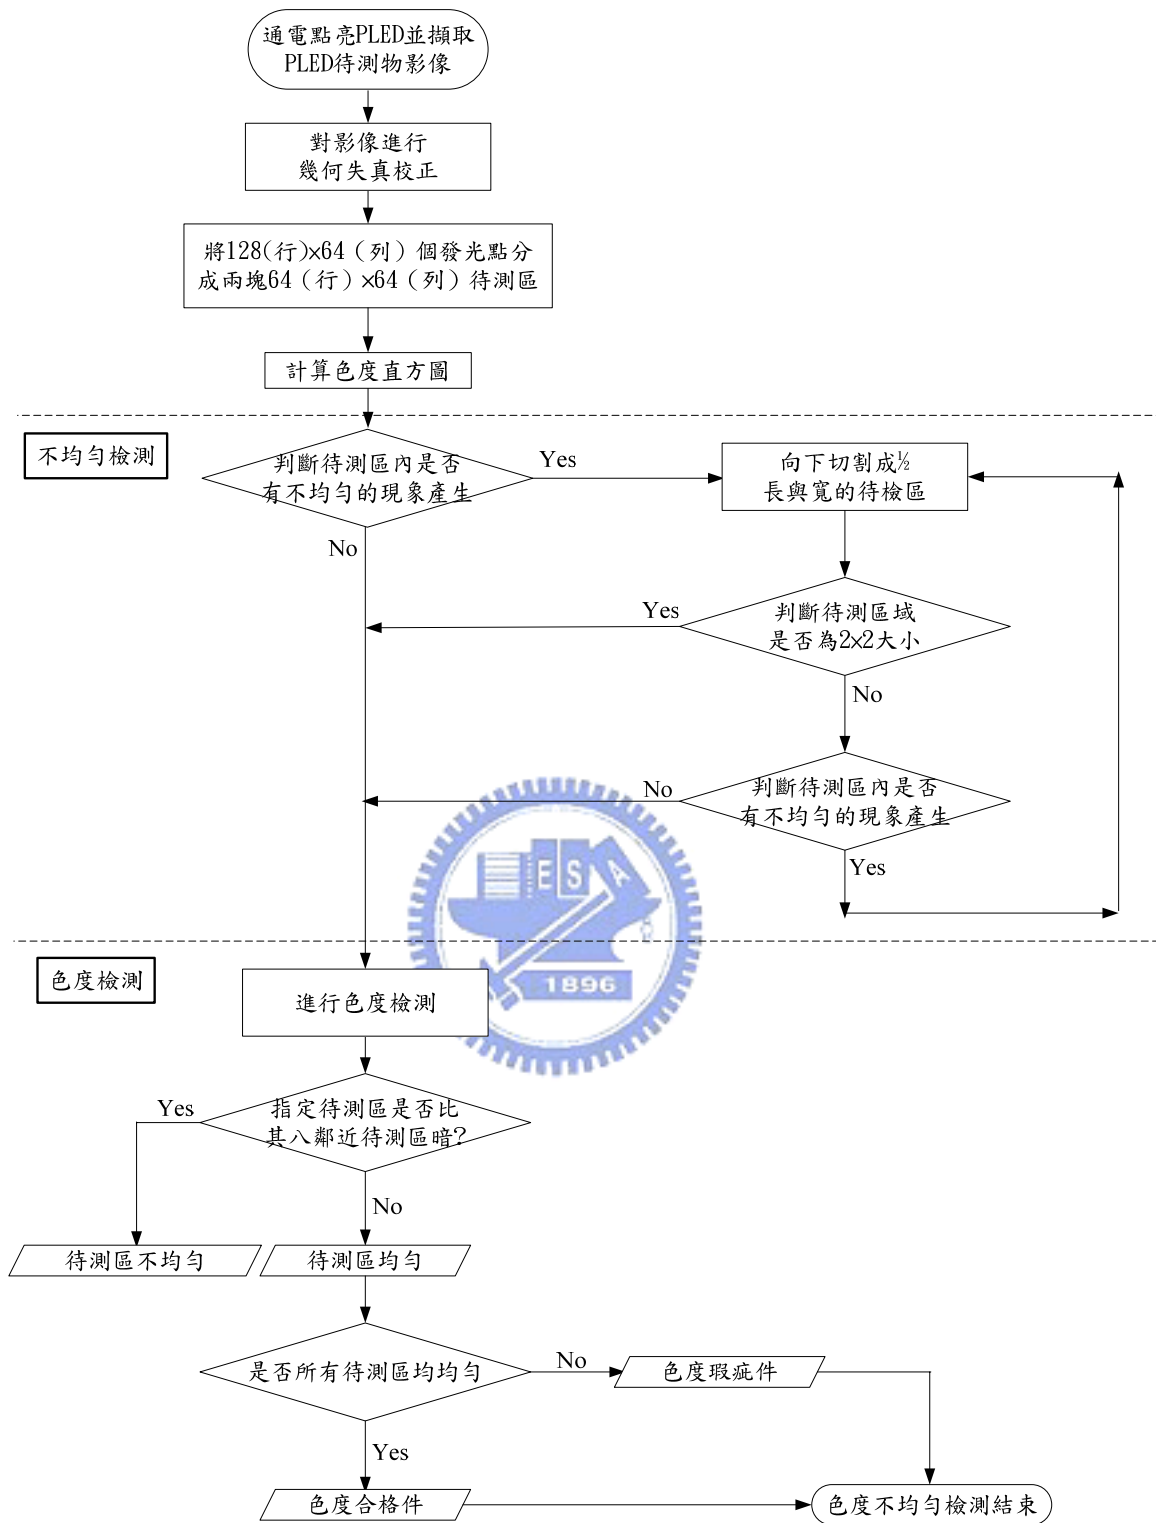 通電點亮PLED並擷取
PLED待測物影像
對影像進行
幾何失真校正
將128(行)×64（列）個發光點分
成兩塊64（行）×64（列）待測區
計算色度直方圖
不均勻檢測
判斷待測區內是否
有不均勻的現象產生
Yes
No
向下切割成½
長與寬的待檢區
判斷待測區域
是否為2×2大小
Yes
No
判斷待測區內是否
有不均勻的現象產生
No
Yes
E S A
1896
色度檢測
進行色度檢測
指定待測區是否比
其八鄰近待測區暗?
Yes
No
待測區不均勻
待測區均勻
是否所有待測區均均勻
No
色度瑕疵件
Yes
色度合格件
色度不均勻檢測結束